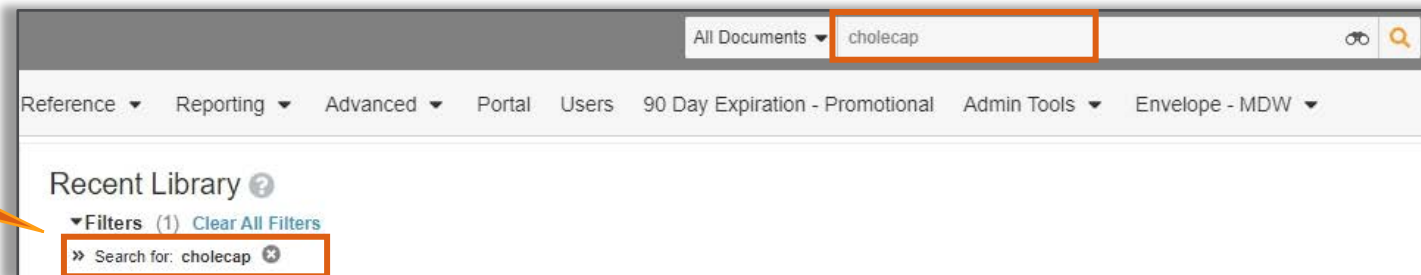 All Documents cholecap
Reference Reporting Advanced Portal Users 90 Day Expiration - Promotional Admin Tools Envelope - MDW
Recent Library ?
Filters (1) Clear All Filters
» Search for: cholecap